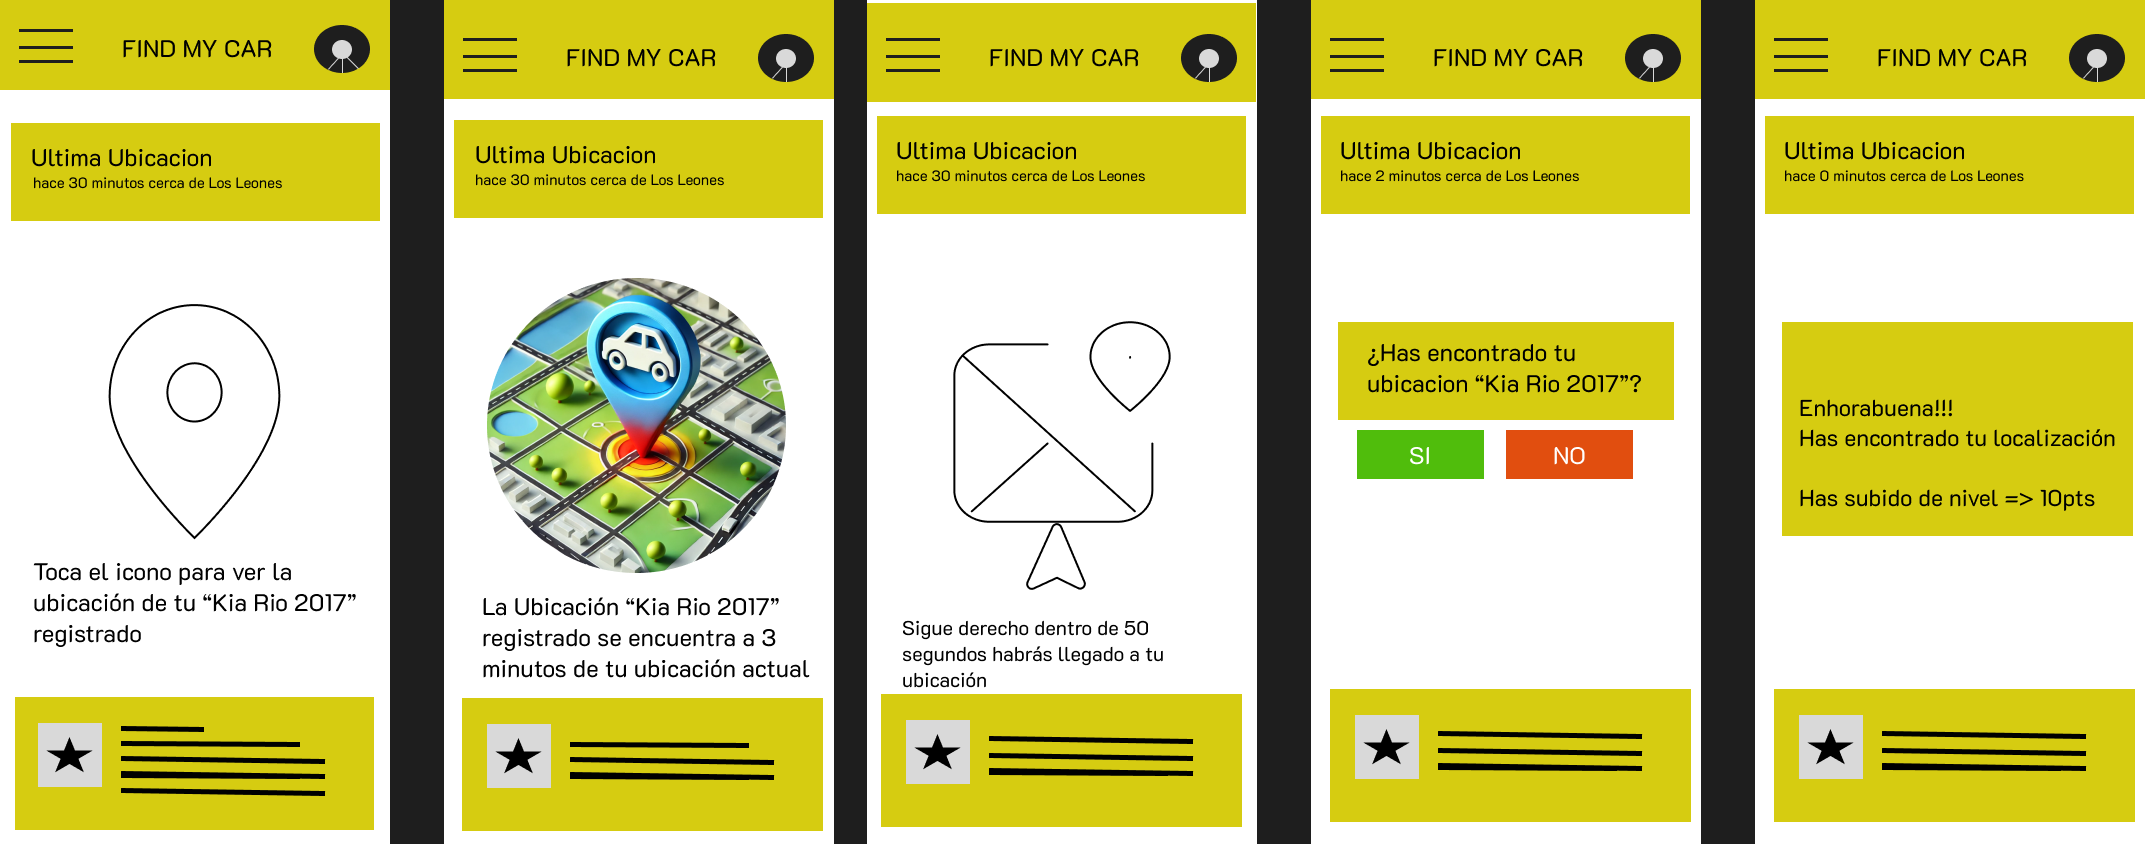 FIND MY CAR
Ultima Ubicacion
hace 30 minutos cerca de Los Leones
Toca el icono para ver la
ubicación de tu “Kia Rio 2017”
registrado
FIND MY CAR
Ultima Ubicacion
hace 30 minutos cerca de Los Leones
La Ubicación “Kia Rio 2017”
registrado se encuentra a 3
minutos de tu ubicación actual
FIND MY CAR
Ultima Ubicacion
hace 30 minutos cerca de Los Leones
Sigue derecho dentro de 50
segundos habrás llegado a tu
ubicación
FIND MY CAR
Ultima Ubicacion
hace 2 minutos cerca de Los Leones
¿Has encontrado tu
ubicacion “Kia Rio 2017”?
SI
NO
FIND MY CAR
Ultima Ubicacion
hace 0 minutos cerca de Los Leones
Enhorabuena!!!
Has encontrado tu localización
Has subido de nivel => 10pts